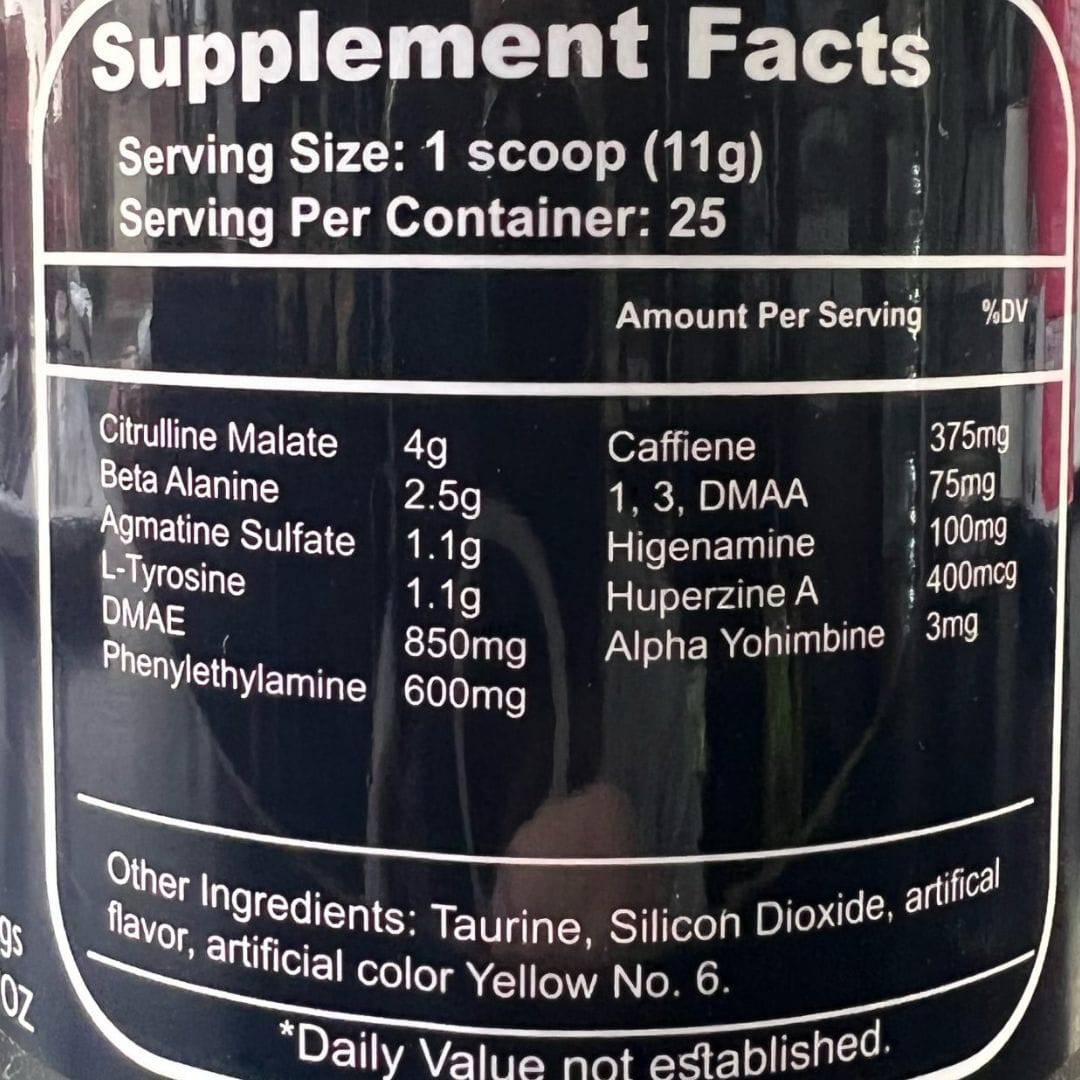 Supplement Facts
Serving Size: 1 scoop (11g)
Serving Per Container: 25
Amount Per Serving %DV
Citrulline Malate 4g Caffiene 375mg
Beta Alanine 2.5g 1, 3, DMAA 75mg
Agmatine Sulfate 1.1g Higenamine 100mg
L-Tyrosine 1.1g Huperzine A 400mcg
DMAE 850mg Alpha Yohimbine 3mg
Phenylethylamine 600mg
Other Ingredients: Taurine, Silicon Dioxide, artifical
flavor, artificial color Yellow No. 6.
*Daily Value not established.
gs
OZ